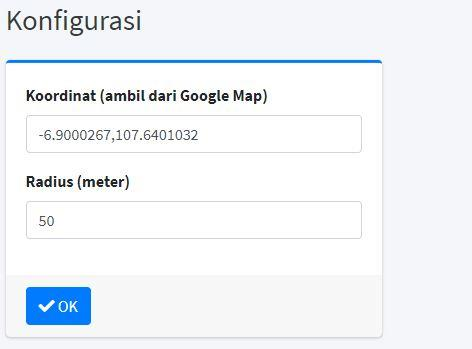 Konfigurasi
Koordinat (ambil dari Google Map)
-6.9000267,107.6401032
Radius (meter)
50
OK